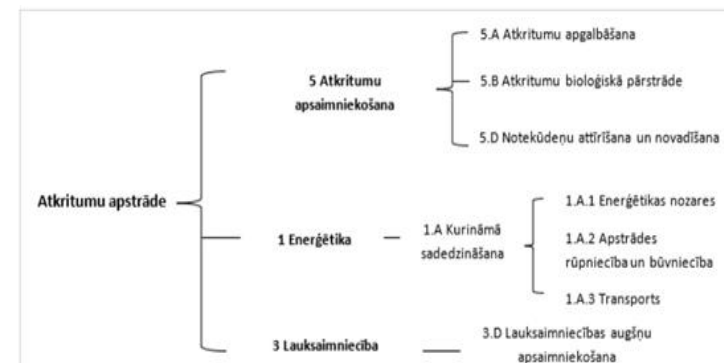 5.A Atkritumu apgalbāšana
5 Atkritumu
apsaimniekošana
5.B Atkritumu bioloģiskā pārstrāde
5.D Notekūdeņu attīrīšana un novadīšana
Atkritumu apstrāde
1 Enerģētika
1.A Kurināmā
sadedzināšana
1.A.1 Enerģētikas nozares
1.A.2 Apstrādes
rūpniecība un būvniecība
1.A.3 Transports
3 Lauksaimniecība
3.D Lauksaimniecības augšņu
apsaimniekošana